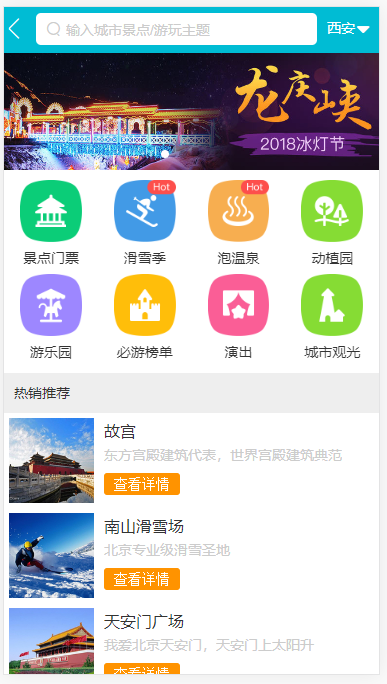 输入城市景点/游玩主题
西安
龙庆峡
2018冰灯节
Hot
Hot
景点门票
滑雪季
泡温泉
动植园
游乐园
必游榜单
演出
城市观光
热销推荐
故宫
东方宫殿建筑代表，世界宫殿建筑典范
查看详情
南山滑雪场
北京专业级滑雪圣地
查看详情
天安门广场
我爱北京天安门，天安门上太阳升
查看详情